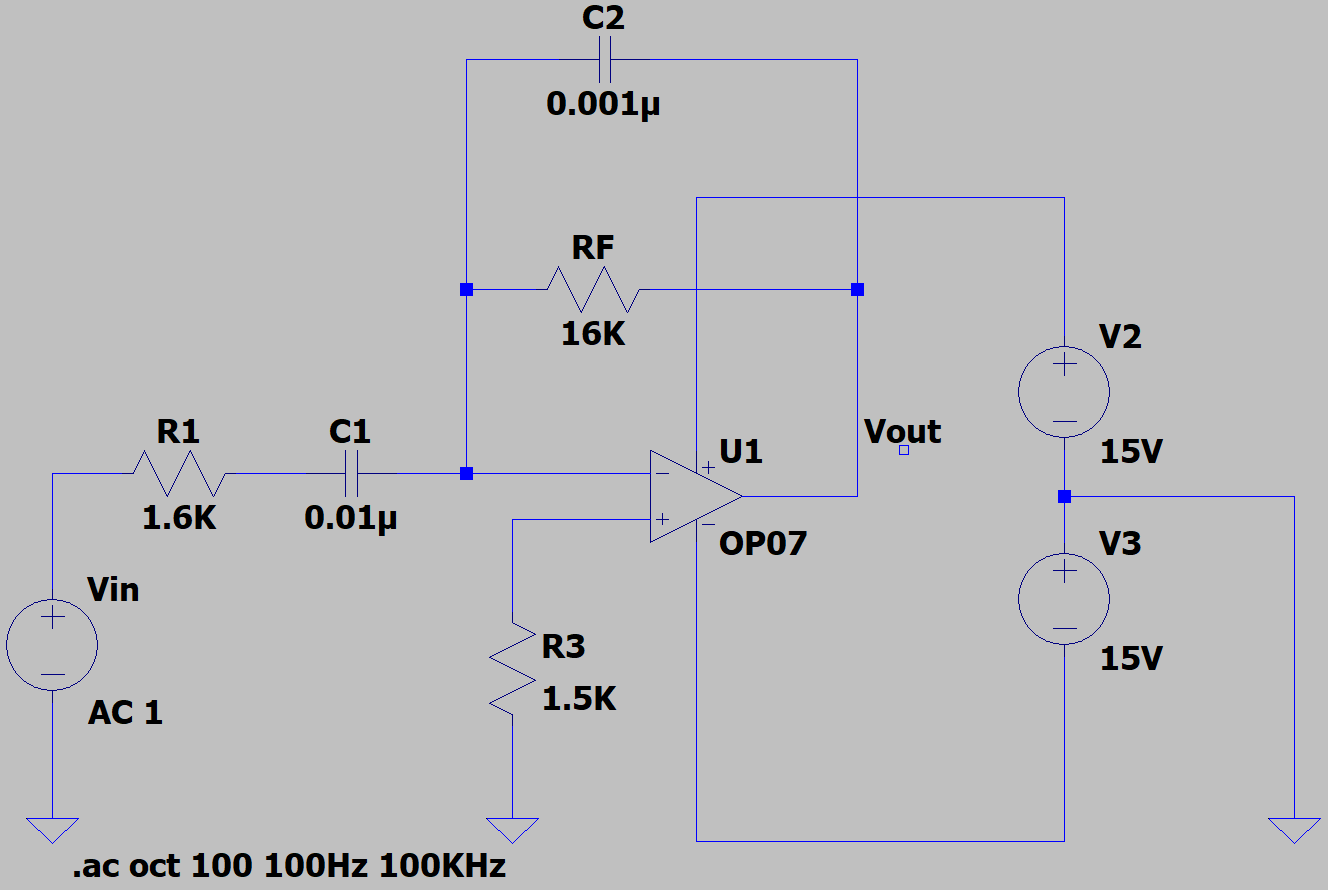 C2
0.001µ
RF
16K
V2
15V
R1
1.6K
C1
0.01µ
U1
OP07
Vout
Vin
AC 1
R3
1.5K
V3
15V
.ac oct 100 100Hz 100KHz